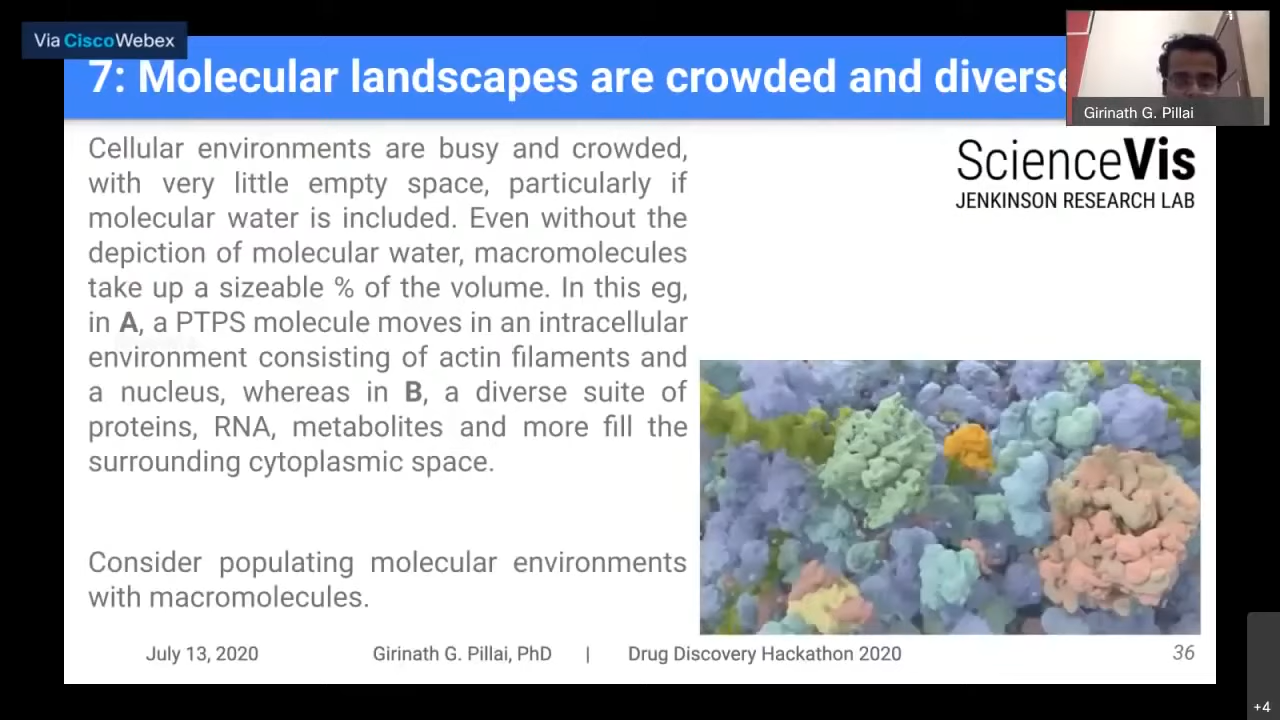 Via CiscoWebex
7: Molecular landscapes are crowded and diverse
Girinath G. Pillai
Cellular environments are busy and crowded,
with very little empty space, particularly if
molecular water is included. Even without the
depiction of molecular water, macromolecules
take up a sizeable % of the volume. In this eg,
in A, a PTPS molecule moves in an intracellular
environment consisting of actin filaments and
a nucleus, whereas in B, a diverse suite of
proteins, RNA, metabolites and more fill the
surrounding cytoplasmic space.
Consider populating molecular environments
with macromolecules.
ScienceVis
JENKINSON RESEARCH LAB
July 13, 2020
Girinath G. Pillai, PhD | Drug Discovery Hackathon 2020
36
+4